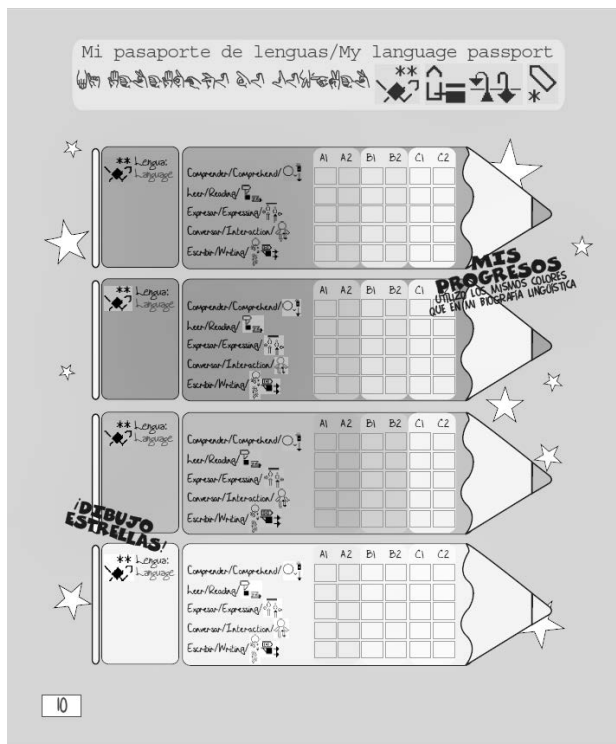 Mi pasaporte de lenguas/My language passport
Lengua:
Language
A1 A2 B1 B2 C1 C2
Comprender/Comprehend/
Leer/Reading/
Expresar/Expressing/
Conversar/Interaction/
Escribir/Writing/
MIS
PROGRESOS
UTILIZO LOS MISMOS COLORES
QUE EN MI BIOGRAFÍA LINGÜÍSTICA
Lengua:
Language
A1 A2 B1 B2 C1 C2
Comprender/Comprehend/
Leer/Reading/
Expresar/Expressing/
Conversar/Interaction/
Escribir/Writing/
Lengua:
Language
A1 A2 B1 B2 C1 C2
Comprender/Comprehend/
Leer/Reading/
Expresar/Expressing/
Conversar/Interaction/
Escribir/Writing/
¡DIBUJO
ESTRELLAS!
Lengua:
Language
A1 A2 B1 B2 C1 C2
Comprender/Comprehend/
Leer/Reading/
Expresar/Expressing/
Conversar/Interaction/
Escribir/Writing/
10